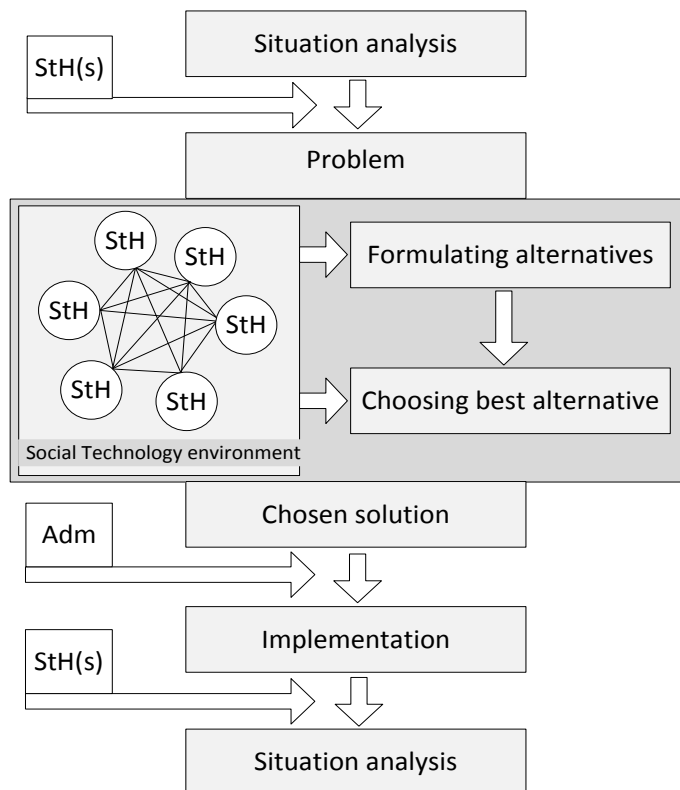 Situation analysis
StH(s)
Problem
StH
StH
StH
StH
StH
StH
Social Technology environment
Formulating alternatives
Choosing best alternative
Chosen solution
Adm
Implementation
StH(s)
Situation analysis